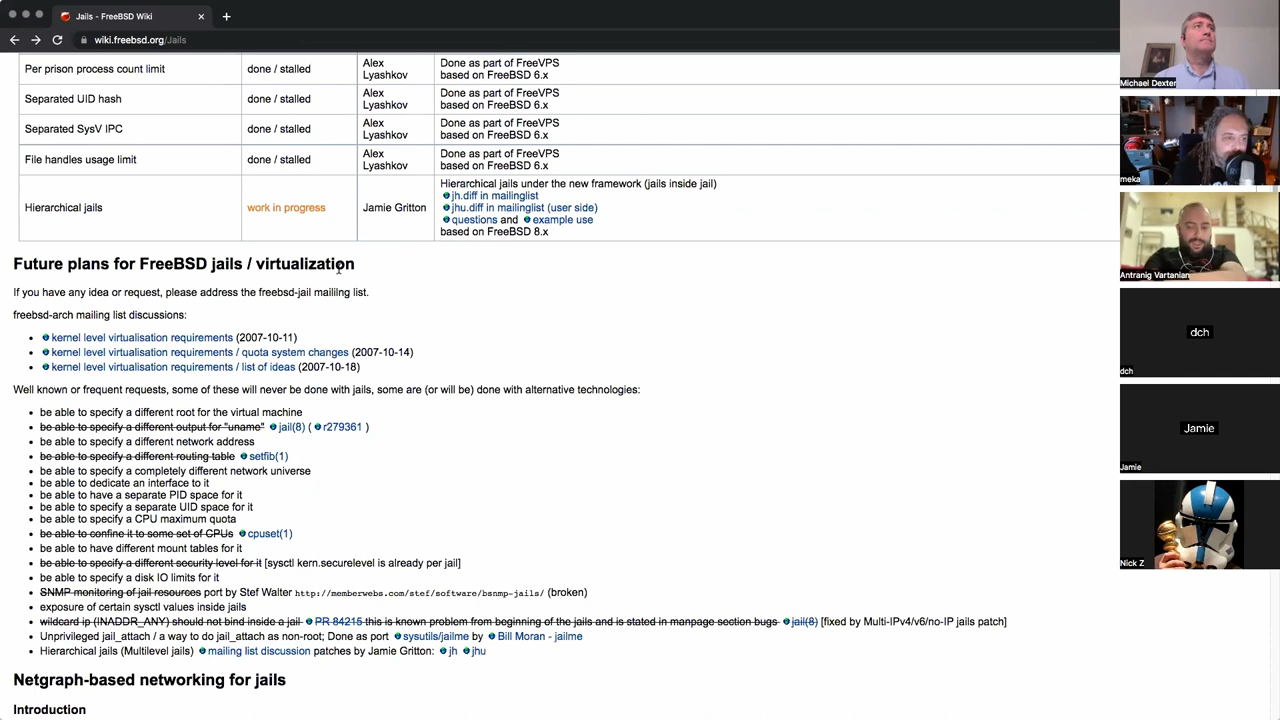 Jails - FreeBSD Wiki
wiki.freebsd.org/Jails
Per prison process count limit
done / stalled
Alex
Lyashkov
Done as part of FreeVPS
based on FreeBSD 6.x
Separated UID hash
done / stalled
Alex
Lyashkov
Done as part of FreeVPS
based on FreeBSD 6.x
Separated SysV IPC
done / stalled
Alex
Lyashkov
Done as part of FreeVPS
based on FreeBSD 6.x
File handles usage limit
done / stalled
Alex
Lyashkov
Done as part of FreeVPS
based on FreeBSD 6.x
Hierarchical jails
work in progress
Jamie Gritton
Hierarchical jails under the new framework (jails inside jail)
jh.diff in mailinglist
jhu.diff in mailinglist (user side)
questions and example use
based on FreeBSD 8.x
Future plans for FreeBSD jails / virtualization
If you have any idea or request, please address the freebsd-jail maililng list.
freebsd-arch mailing list discussions:
kernel level virtualisation requirements (2007-10-11)
kernel level virtualisation requirements / quota system changes (2007-10-14)
kernel level virtualisation requirements / list of ideas (2007-10-18)
Well known or frequent requests, some of these will never be done with jails, some are (or will be) done with alternative technologies:
be able to specify a different root for the virtual machine
be able to specify a different output for "uname" jail(8) ( r279361 )
be able to specify a different network address
be able to specify a different routing table setfib(1)
be able to specify a completely different network universe
be able to dedicate an interface to it
be able to have a separate PID space for it
be able to specify a separate UID space for it
be able to specify a CPU maximum quota
be able to confine it to some set of CPUs cpuset(1)
be able to have different mount tables for it
be able to specify a different security level for it [sysctl kern.securelevel is already per jail]
be able to specify a disk IO limits for it
SNMP monitoring of jail resources port by Stef Walter http://memberwebs.com/stef/software/bsnmp-jails/ (broken)
exposure of certain sysctl values inside jails
wildcard ip (INADDR_ANY) should not bind inside a jail PR 84215 this is known problem from beginning of the jails and is stated in manpage section bugs jail(8) [fixed by Multi-IPv4/v6/no-IP jails patch]
Unprivileged jail_attach / a way to do jail_attach as non-root; Done as port sysutils/jailme by Bill Moran - jailme
Hierarchical jails (Multilevel jails) mailing list discussion patches by Jamie Gritton: jh jhu
Netgraph-based networking for jails
Introduction
Michael Dexter
meka
Antranig Vartanian
dch
dch
Jamie
Jamie
Nick Z